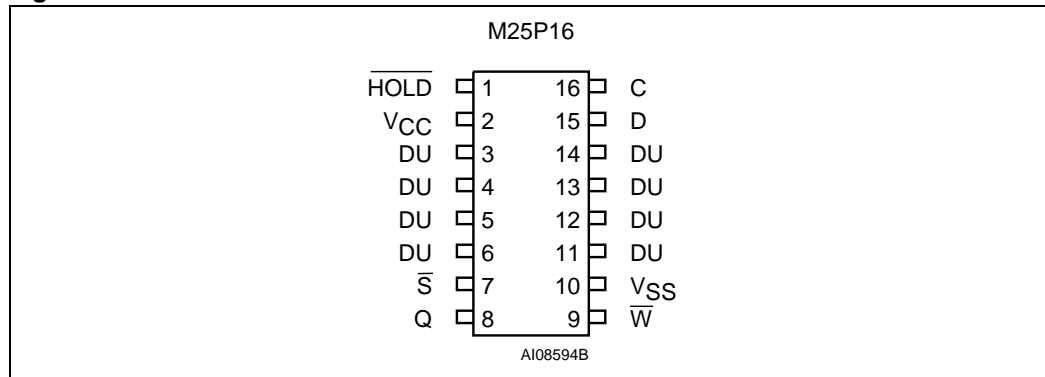 M25P16
H̅O̅L̅D̅ 1 16 C
VCC 2 15 D
DU 3 14 DU
DU 4 13 DU
DU 5 12 DU
DU 6 11 DU
S̅ 7 10 VSS
Q 8 9 W̅
AI08594B